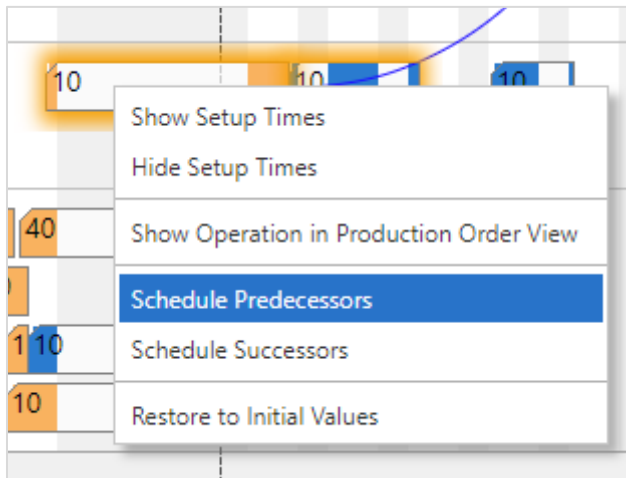 10
10
10
Show Setup Times
Hide Setup Times
40
Show Operation in Production Order View
Schedule Predecessors
1 10
Schedule Successors
10
Restore to Initial Values